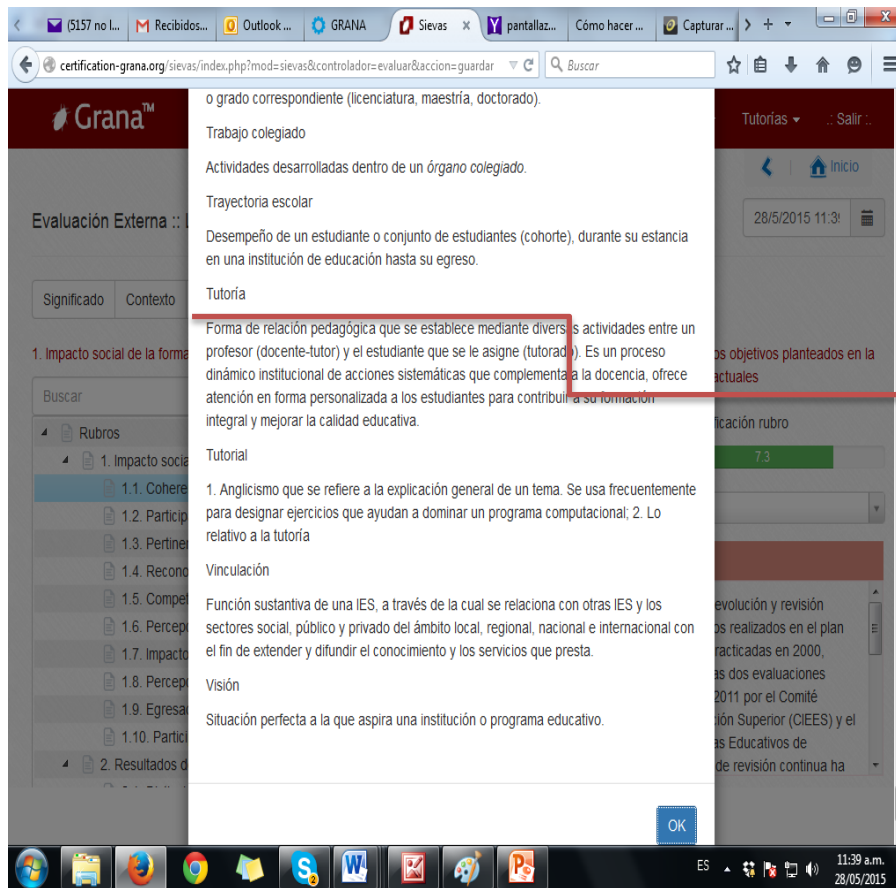 (5157 no l...
Recibidos...
Outlook ...
GRANA
Sievas
pantallaz...
Cómo hacer ...
Capturar ...
certification-grana.org/sievas/index.php?mod=sievas&controlador=evaluar&accion=guardar
Buscar
Grana™
Tutorías
.: Salir :.
Inicio
Evaluación Externa ::
28/5/2015 11:3
Significado
Contexto
1. Impacto social de la forma
os objetivos planteados en la
actuales
Buscar
ficación rubro
7.3
Rubros
1. Impacto socia
1.1. Cohere
1.2. Particip
1.3. Pertiner
1.4. Recono
1.5. Compet
1.6. Percepc
1.7. Impacto
1.8. Percepc
1.9. Egresad
1.10. Partici
2. Resultados d
o grado correspondiente (licenciatura, maestría, doctorado).
Trabajo colegiado
Actividades desarrolladas dentro de un órgano colegiado.
Trayectoria escolar
Desempeño de un estudiante o conjunto de estudiantes (cohorte), durante su estancia
en una institución de educación hasta su egreso.
Tutoría
Forma de relación pedagógica que se establece mediante diversas actividades entre un
profesor (docente-tutor) y el estudiante que se le asigne (tutorado). Es un proceso
dinámico institucional de acciones sistemáticas que complementa a la docencia, ofrece
atención en forma personalizada a los estudiantes para contribuir a su formación
integral y mejorar la calidad educativa.
Tutorial
1. Anglicismo que se refiere a la explicación general de un tema. Se usa frecuentemente
para designar ejercicios que ayudan a dominar un programa computacional; 2. Lo
relativo a la tutoría
Vinculación
Función sustantiva de una IES, a través de la cual se relaciona con otras IES y los
sectores social, público y privado del ámbito local, regional, nacional e internacional con
el fin de extender y difundir el conocimiento y los servicios que presta.
Visión
Situación perfecta a la que aspira una institución o programa educativo.
evolución y revisión
os realizados en el plan
racticadas en 2000,
as dos evaluaciones
2011 por el Comité
ión Superior (CIEES) y el
as Educativos de
de revisión continua ha
OK
ES
11:39 a.m.
28/05/2015